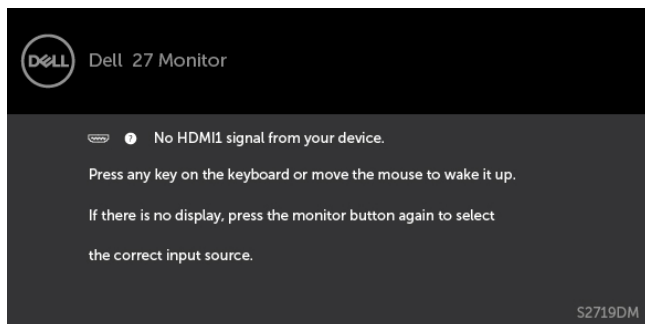 DELL
Dell 27 Monitor
? No HDMI1 signal from your device.
Press any key on the keyboard or move the mouse to wake it up.
If there is no display, press the monitor button again to select
the correct input source.
S2719DM